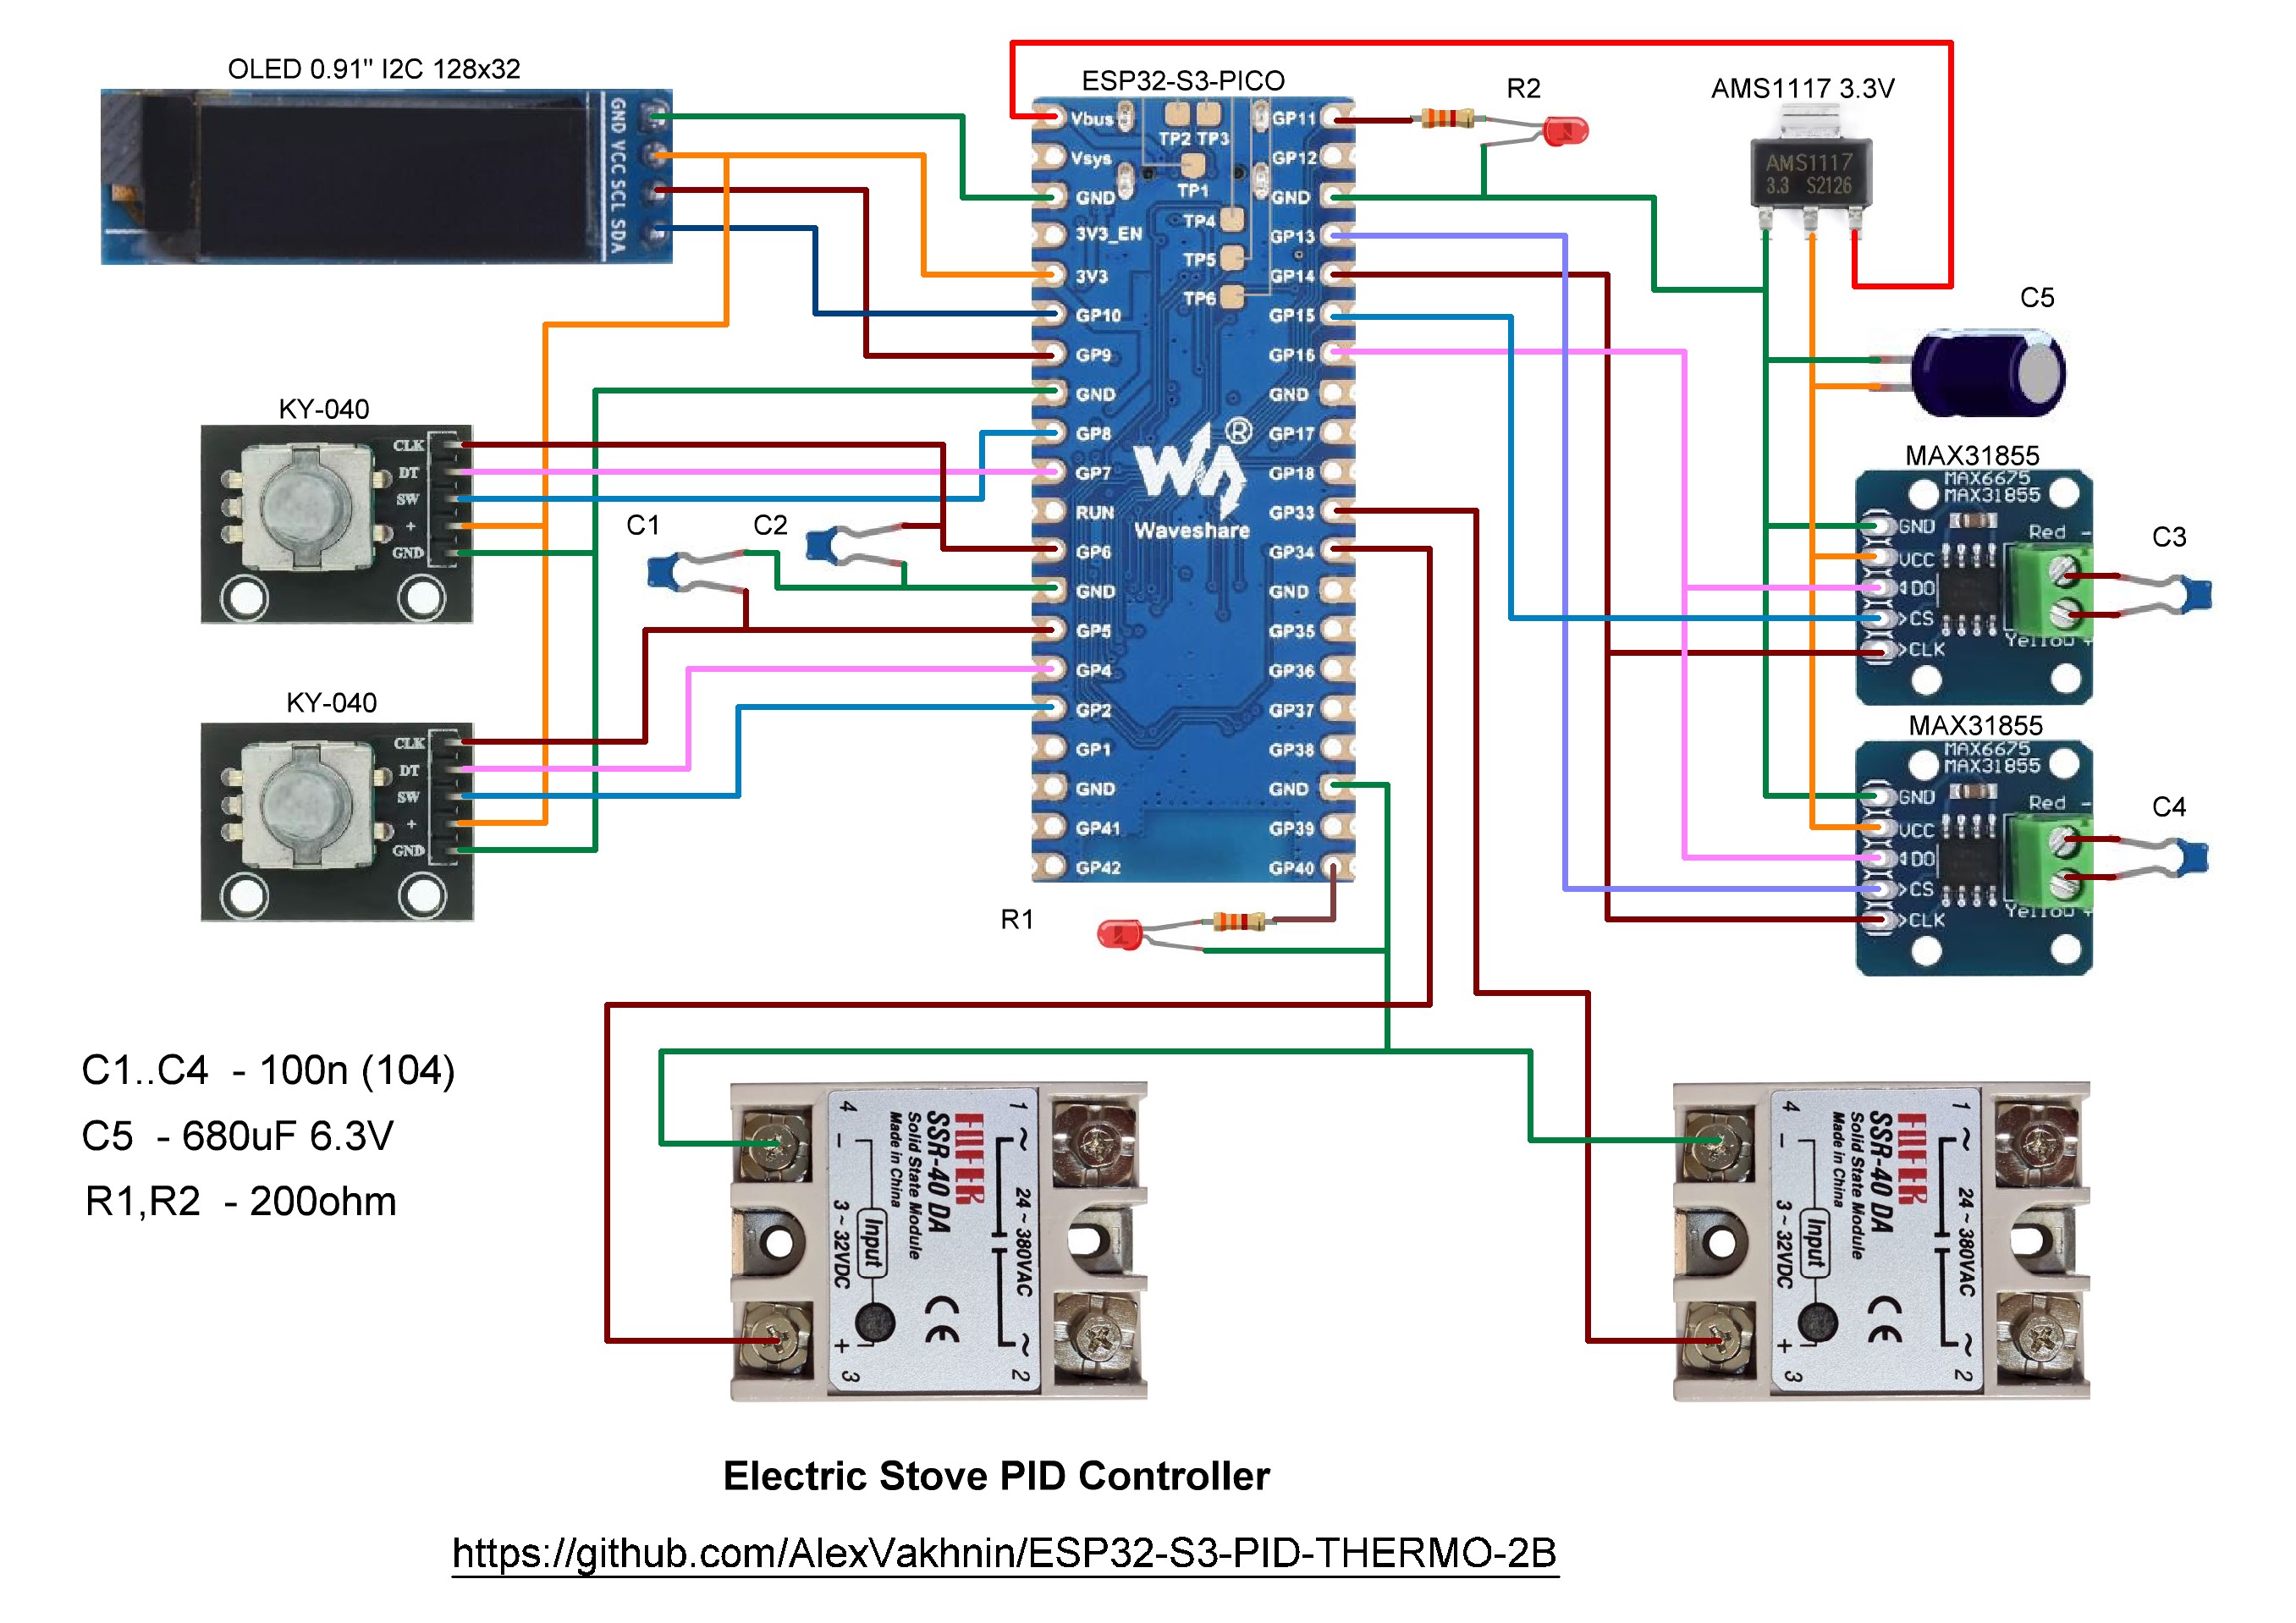 OLED 0.91" I2C 128x32
GND VCC SCL SDA
ESP32-S3-PICO
Vbus
Vsys
GND
3V3_EN
3V3
GP10
GP9
GND
GP8
GP7
RUN
GP6
GND
GP5
GP4
GP2
GP1
GND
GP41
GP42
TP2 TP3
TP1
TP4
TP5
TP6
®
Waveshare
GP11
GP12
GND
GP13
GP14
GP15
GP16
GND
GP17
GP18
GP33
GP34
GND
GP35
GP36
GP37
GP38
GND
GP39
GP40
R2
AMS1117 3.3V
AMS1117
3.3 S2126
C5
KY-040
CLK
DT
SW
+
GND
C1
C2
KY-040
CLK
DT
SW
+
GND
MAX31855
MAX6675
MAX31855
GND
VCC
DO
>CS
>CLK
Red -
Yellow +
C3
MAX31855
MAX6675
MAX31855
GND
VCC
DO
>CS
>CLK
Red -
Yellow +
C4
R1
C1..C4 - 100n (104)
C5 - 680uF 6.3V
R1,R2 - 200ohm
FOTEK
SSR-40 DA
Solid State Module
Made in China
1 ~
24 ~ 380VAC
~ 2
4 -
Input
3 ~ 32VDC
+ 3
CE
SSR-40 DA
Solid State Module
Made in China
1 ~
24 ~ 380VAC
~ 2
4 -
Input
3 ~ 32VDC
+ 3
CE
Electric Stove PID Controller
https://github.com/AlexVakhnin/ESP32-S3-PID-THERMO-2B